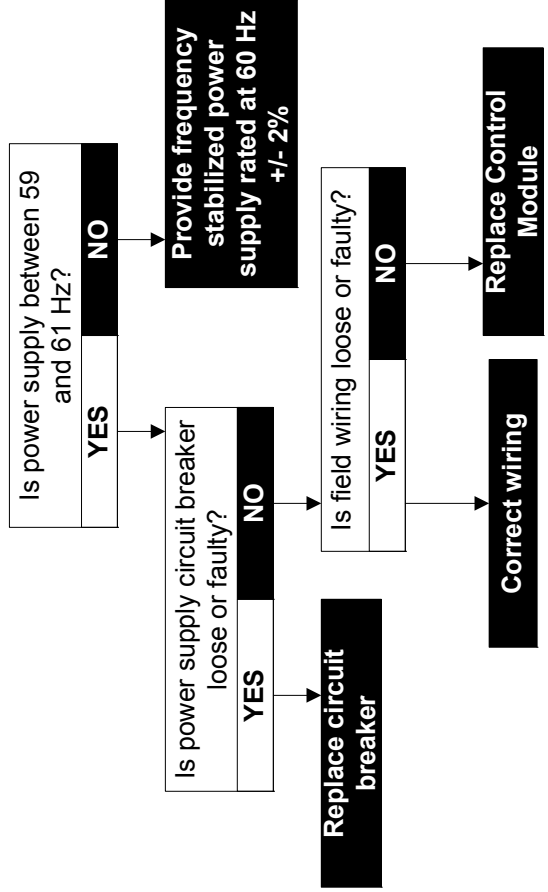 Is power supply between 59
and 61 Hz?
YES
NO
Provide frequency
stabilized power
supply rated at 60 Hz
+/- 2%
Is power supply circuit breaker
loose or faulty?
YES
NO
Replace circuit
breaker
Is field wiring loose or faulty?
YES
NO
Correct wiring
Replace Control
Module